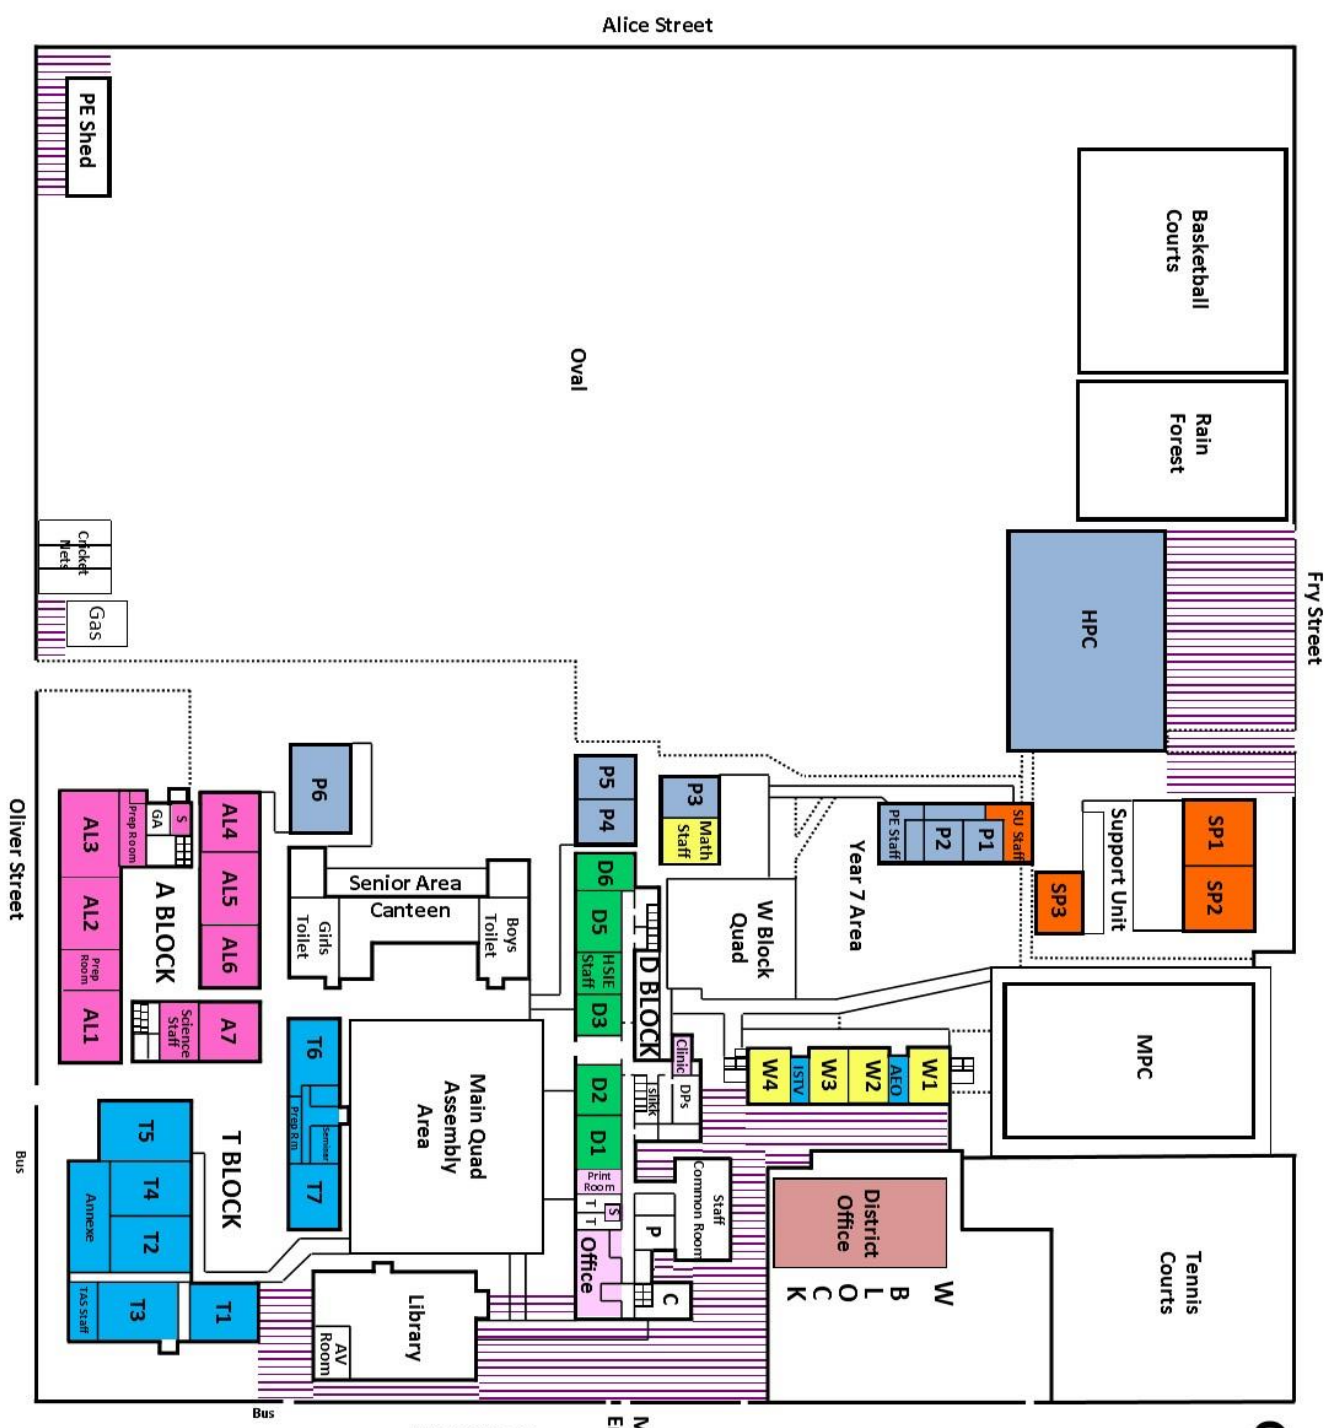 Alice Street
PE Shed
Basketball
Courts
Oval
Rain
Forest
Cricket
Nets
Gas
HPC
Fry Street
P6
P5
P4
P3
Math
Staff
PE Staff
P2
P1
SU Staff
SP1
SP2
SP3
Support Unit
Year 7 Area
W Block
Quad
Oliver Street
AL3
Prep Room
GA
S
AL4
AL5
AL6
AL2
Prep
Room
AL1
A BLOCK
Science
Staff
A7
Senior Area
Canteen
Girls
Toilet
Boys
Toilet
D6
D5
HSIE
Staff
D3
D BLOCK
Clinic
DPs
slikk
D2
D1
Print
Room
T
T
S
Office
P
C
Staff
Common Room
W4
ISTV
W3
W2
AEO
W1
MPC
T6
Prep Rm
Seminar
T7
Main Quad
Assembly
Area
T BLOCK
T5
T4
T2
Annexe
TAS Staff
T3
T1
Library
AV
Room
District
Office
W
B
L
O
C
K
Tennis
Courts
Bus
Bus